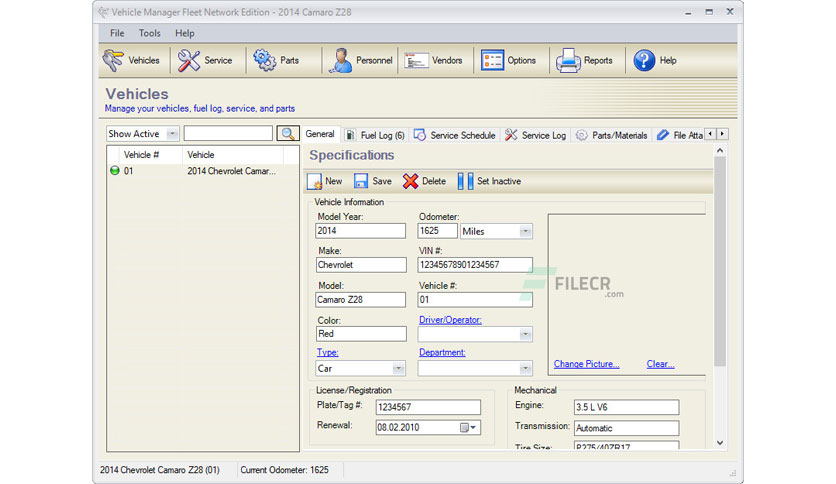 Vehicle Manager Fleet Network Edition - 2014 Camaro Z28
File Tools Help
Vehicles Service Parts Personnel Vendors Options Reports Help
Vehicles
Manage your vehicles, fuel log, service, and parts
Show Active
General Fuel Log (6) Service Schedule Service Log Parts/Materials File Atta
Vehicle # Vehicle
01 2014 Chevrolet Camar...
Specifications
New Save Delete Set Inactive
Vehicle Information
Model Year: Odometer:
2014 1625 Miles
Make: VIN #:
Chevrolet 12345678901234567
Model: Vehicle #:
Camaro Z28 01
FILECR
.com
Color: Driver/Operator:
Red
Type: Department:
Car
Change Picture... Clear...
License/Registration Mechanical
Plate/Tag #: 1234567 Engine: 3.5 L V6
Renewal: 08.02.2010 Transmission: Automatic
Tire Size: P275/40ZR17
2014 Chevrolet Camaro Z28 (01) Current Odometer: 1625